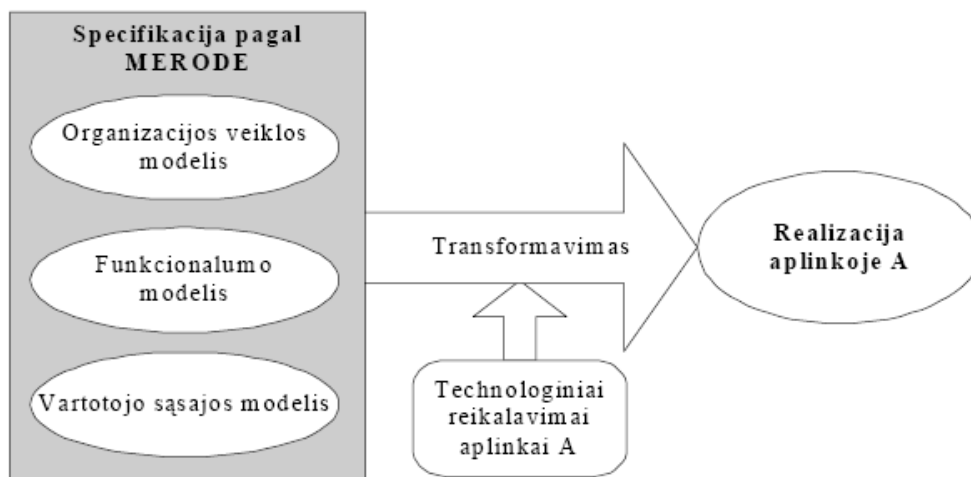 Specifikacija pagal
MERODE
Organizacijos veiklos
modelis
Funkcionalumo
modelis
Vartotojo sąsajos modelis
Transformavimas
Technologiniai
reikalavimai
aplinkai A
Realizacija
aplinkoje A